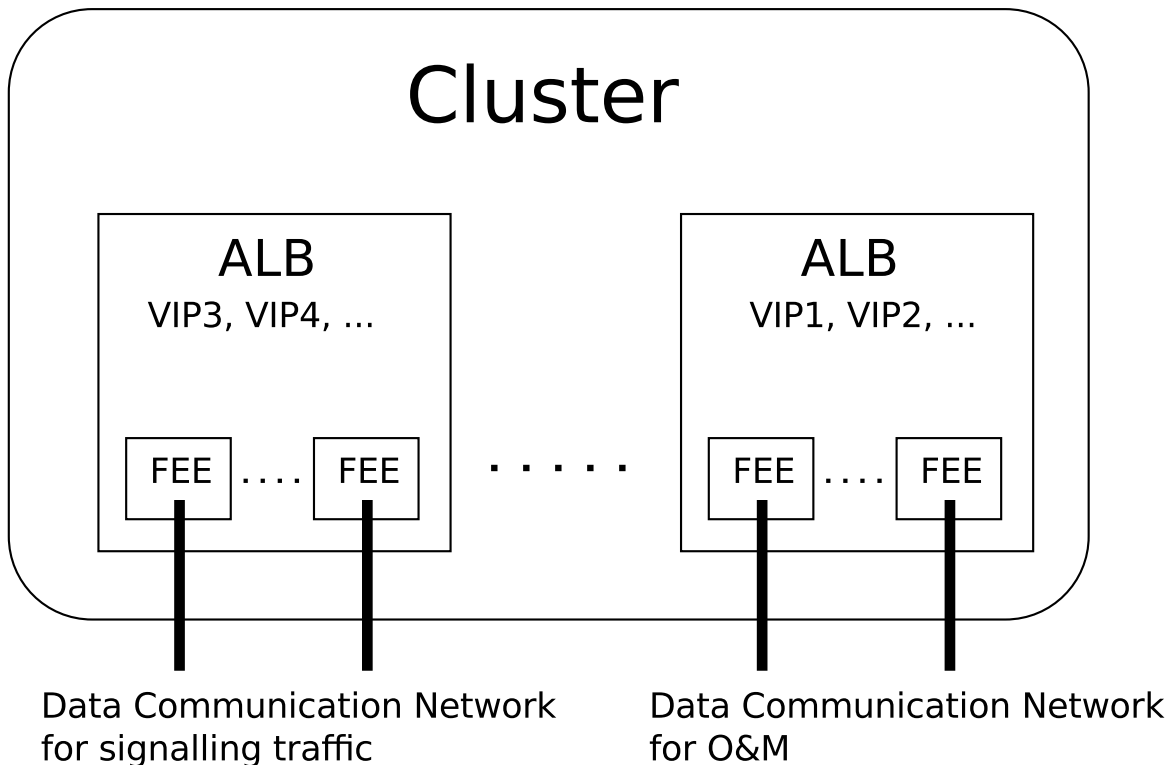 Cluster
ALB
VIP3, VIP4, ...
FEE
....
FEE
.....
ALB
VIP1, VIP2, ...
FEE
....
FEE
Data Communication Network
for signalling traffic
Data Communication Network
for O&M